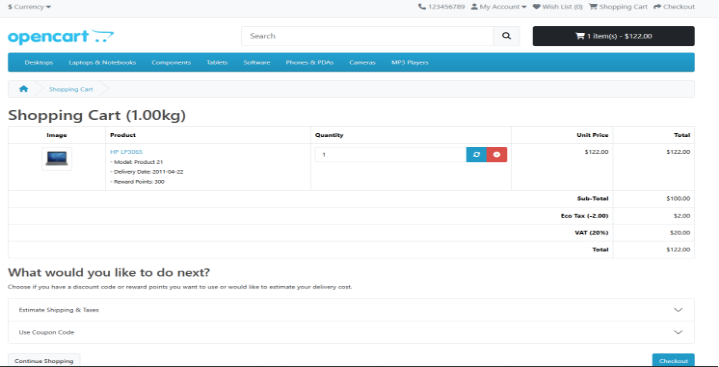 $ Currency
123456789 My Account Wish List (0) Shopping Cart Checkout
opencart
Search
1 item(s) - $122.00
Desktops Laptops & Notebooks Components Tablets Software Phones & PDAs Cameras MP3 Players
Shopping Cart
Shopping Cart (1.00kg)
Image Product Quantity Unit Price Total
HP LP3065
- Model: Product 21
- Delivery Date: 2011-04-22
- Reward Points: 300
1
$122.00 $122.00
Sub-Total $100.00
Eco Tax (-2.00) $2.00
VAT (20%) $20.00
Total $122.00
What would you like to do next?
Choose if you have a discount code or reward points you want to use or would like to estimate your delivery cost.
Estimate Shipping & Taxes
Use Coupon Code
Continue Shopping Checkout